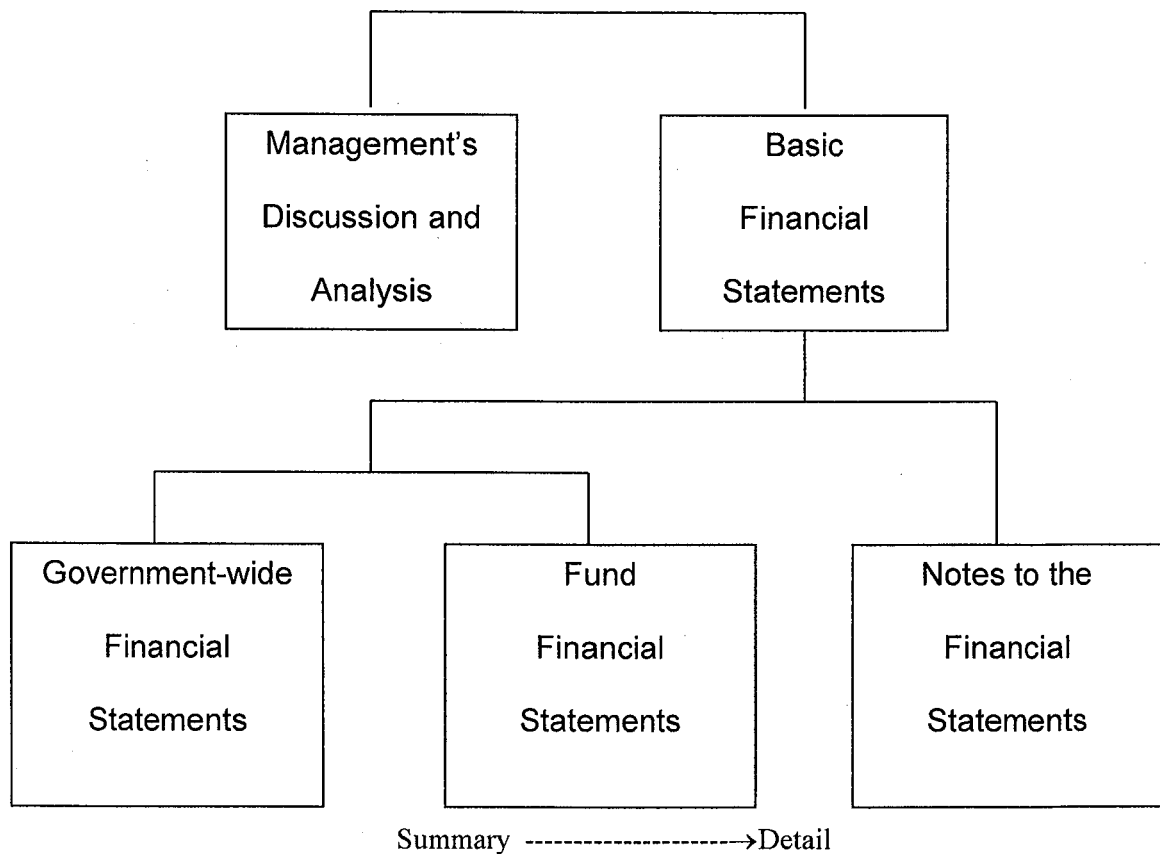 Management's
Discussion and
Analysis
Basic
Financial
Statements
Government-wide
Financial
Statements
Fund
Financial
Statements
Notes to the
Financial
Statements
Summary ----------->Detail